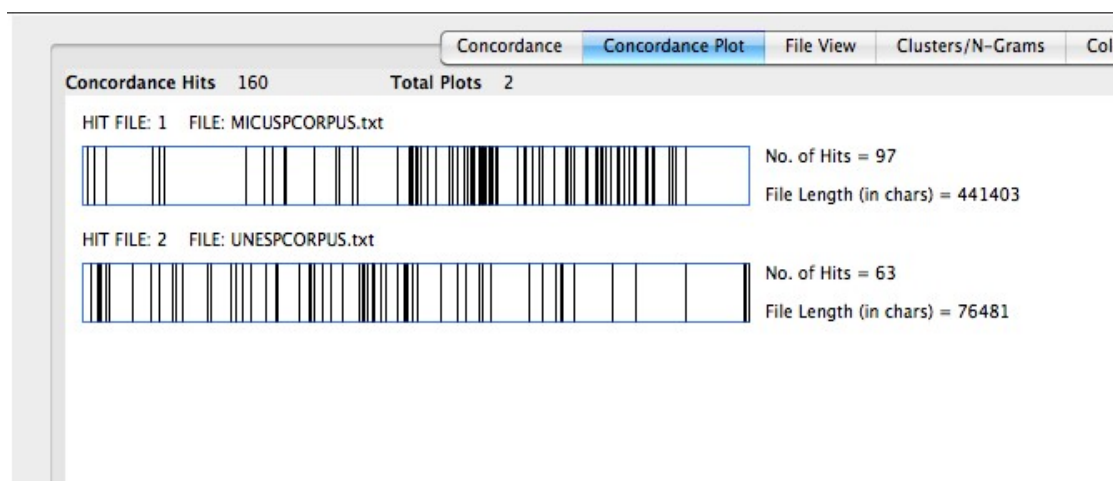 Concordance Concordance Plot File View Clusters/N-Grams Col
Concordance Hits 160 Total Plots 2
HIT FILE: 1 FILE: MICUSPCORPUS.txt
No. of Hits = 97
File Length (in chars) = 441403
HIT FILE: 2 FILE: UNESPCORPUS.txt
No. of Hits = 63
File Length (in chars) = 76481